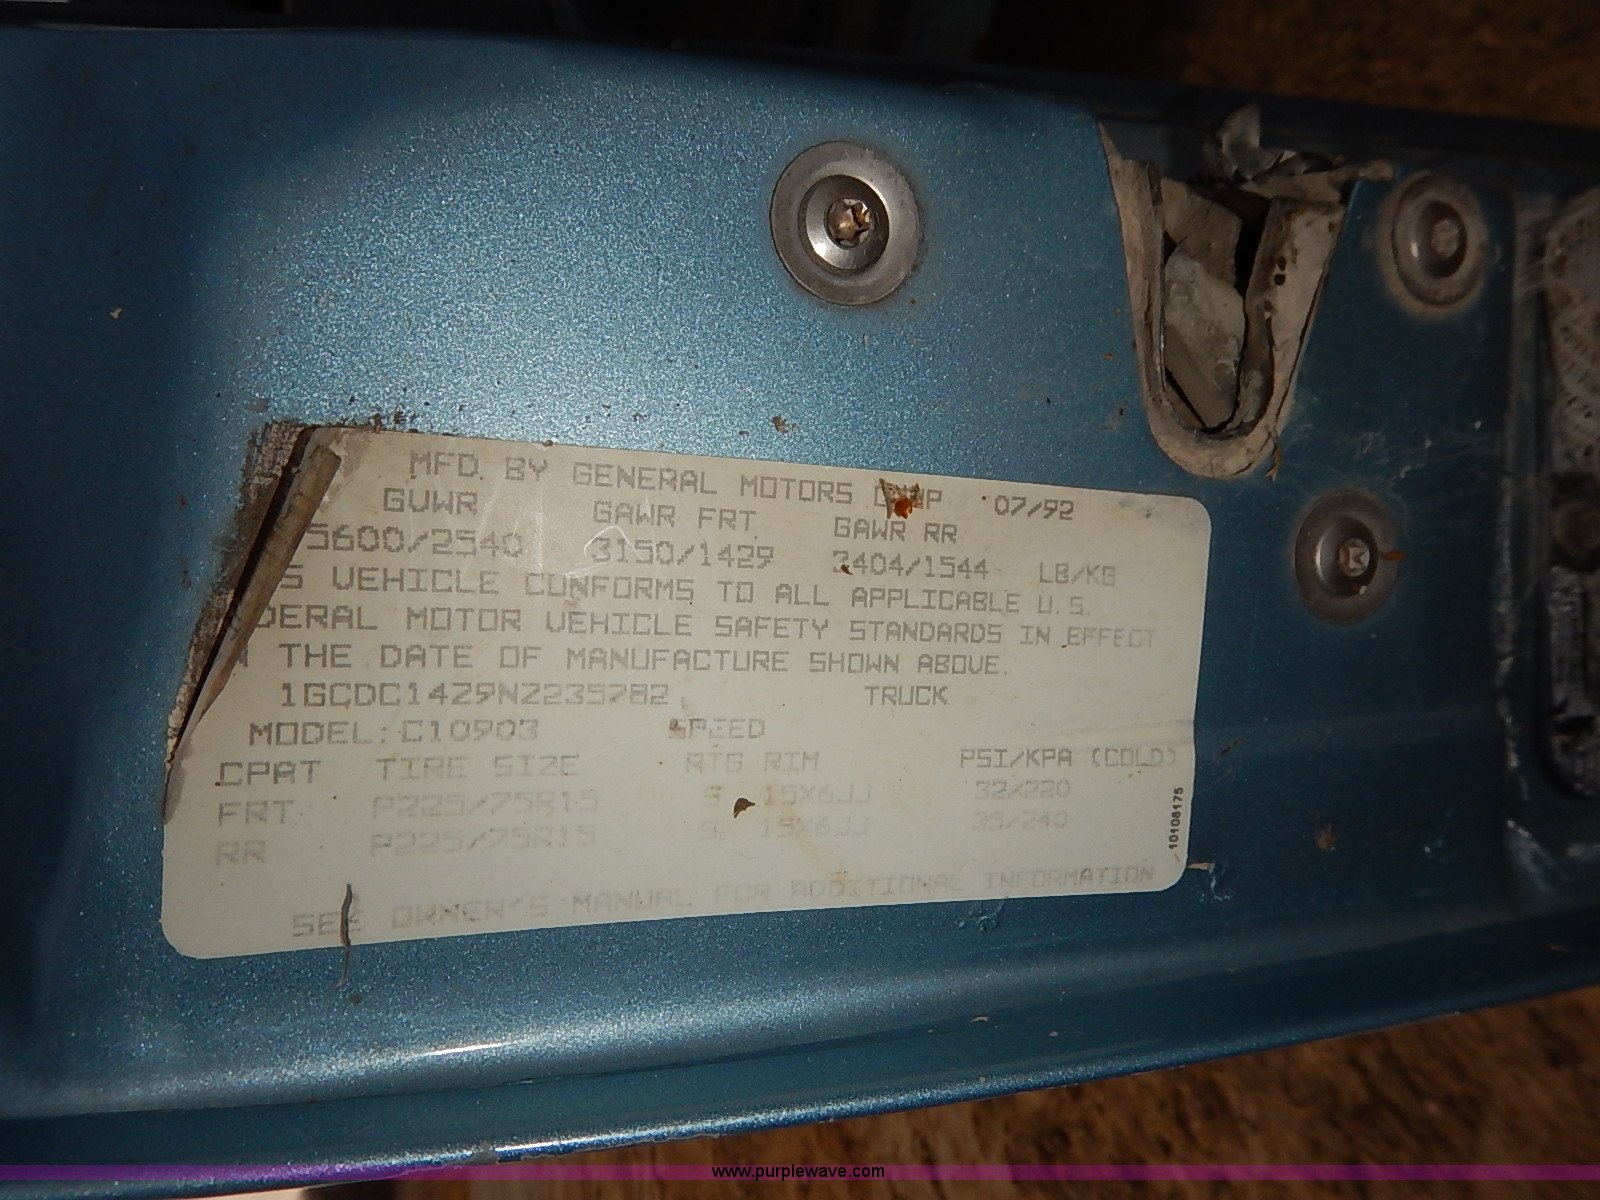 MFD. BY GENERAL MOTORS 07/92
GVWR GAWR FRT GAWR RR
5600/2540 3150/1429 3404/1544 LB/KG
S VEHICLE CONFORMS TO ALL APPLICABLE U.S.
DERAL MOTOR VEHICLE SAFETY STANDARDS IN EFFECT
THE DATE OF MANUFACTURE SHOWN ABOVE.
1GCDC14Z9NZ235782 TRUCK
MODEL: C10903 SPEED
CPAT TIRE SIZE RTG RIM PSI/KPA (COLD)
FRT P225/75R15 S 15X6JJ 32/220
RR P225/75R15 S 15X6JJ 35/240
SEE OWNER'S MANUAL FOR ADDITIONAL INFORMATION
10108175
www.purplewave.com